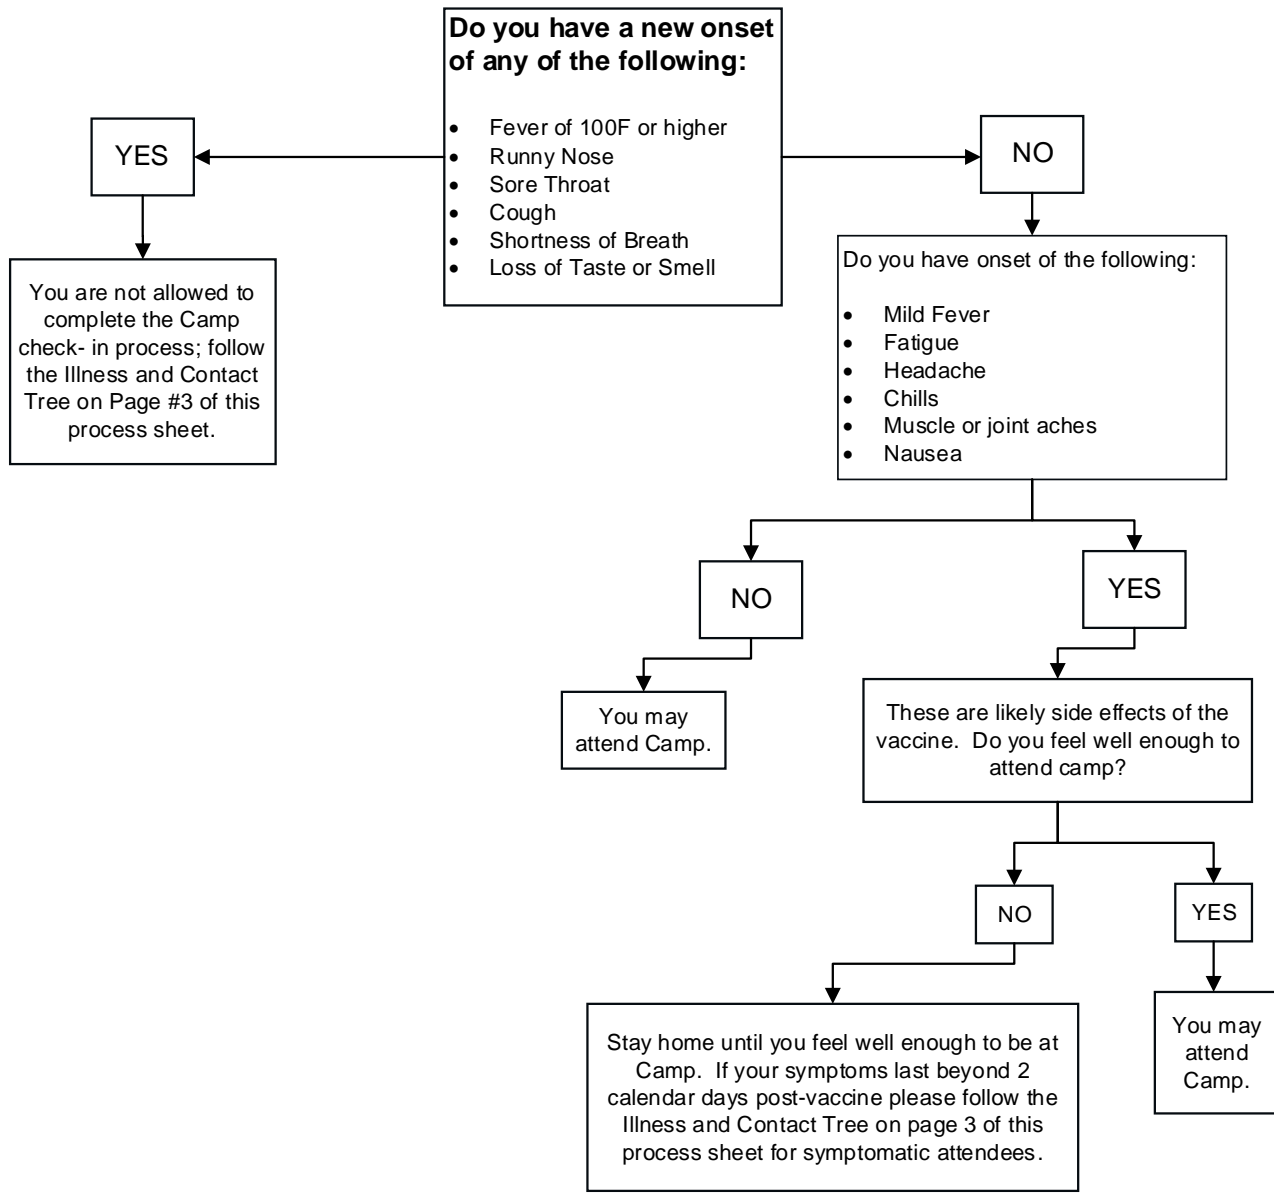 Do you have a new onset
of any of the following:
• Fever of 100F or higher
• Runny Nose
• Sore Throat
• Cough
• Shortness of Breath
• Loss of Taste or Smell
YES
NO
You are not allowed to
complete the Camp
check- in process; follow
the Illness and Contact
Tree on Page #3 of this
process sheet.
Do you have onset of the following:
• Mild Fever
• Fatigue
• Headache
• Chills
• Muscle or joint aches
• Nausea
NO
YES
You may
attend Camp.
These are likely side effects of the
vaccine.  Do you feel well enough to
attend camp?
NO
YES
Stay home until you feel well enough to be at
Camp.  If your symptoms last beyond 2
calendar days post-vaccine please follow the
Illness and Contact Tree on page 3 of this
process sheet for symptomatic attendees.
You may
attend
Camp.